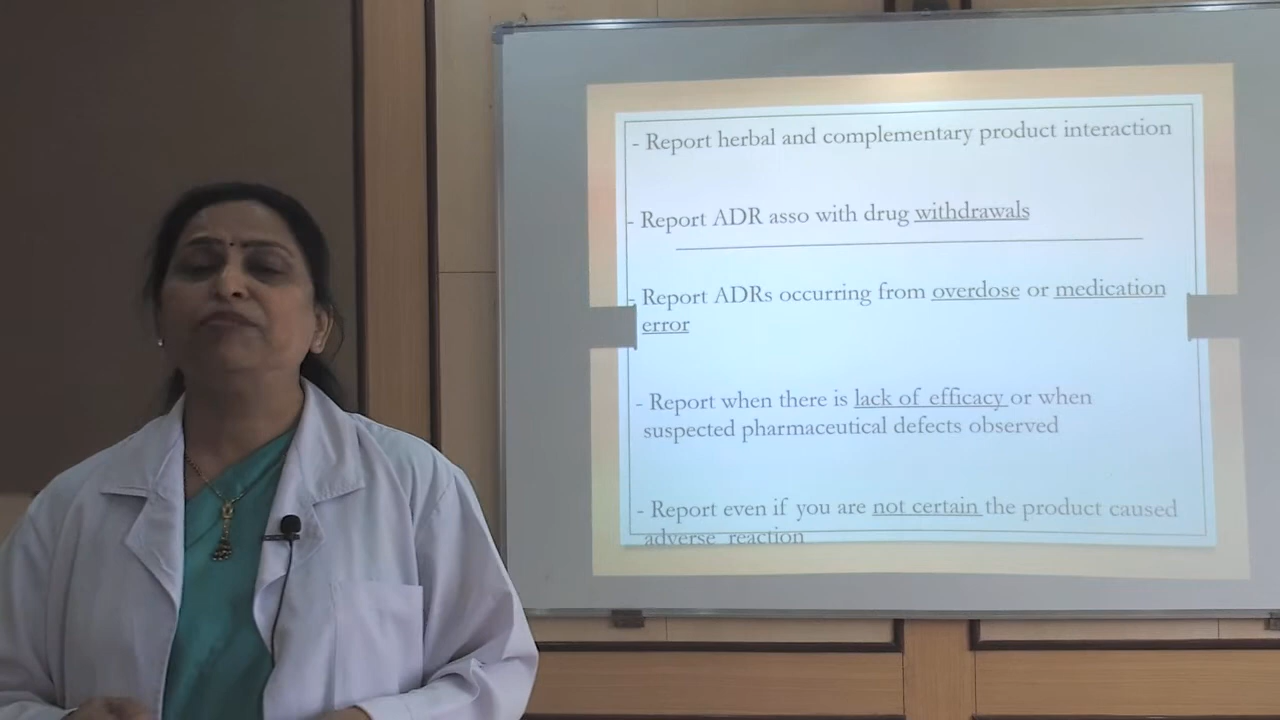 - Report herbal and complementary product interaction
- Report ADR asso with drug withdrawals
- Report ADRs occurring from overdose or medication
error
- Report when there is lack of efficacy or when
suspected pharmaceutical defects observed
- Report even if you are not certain the product caused
adverse reaction